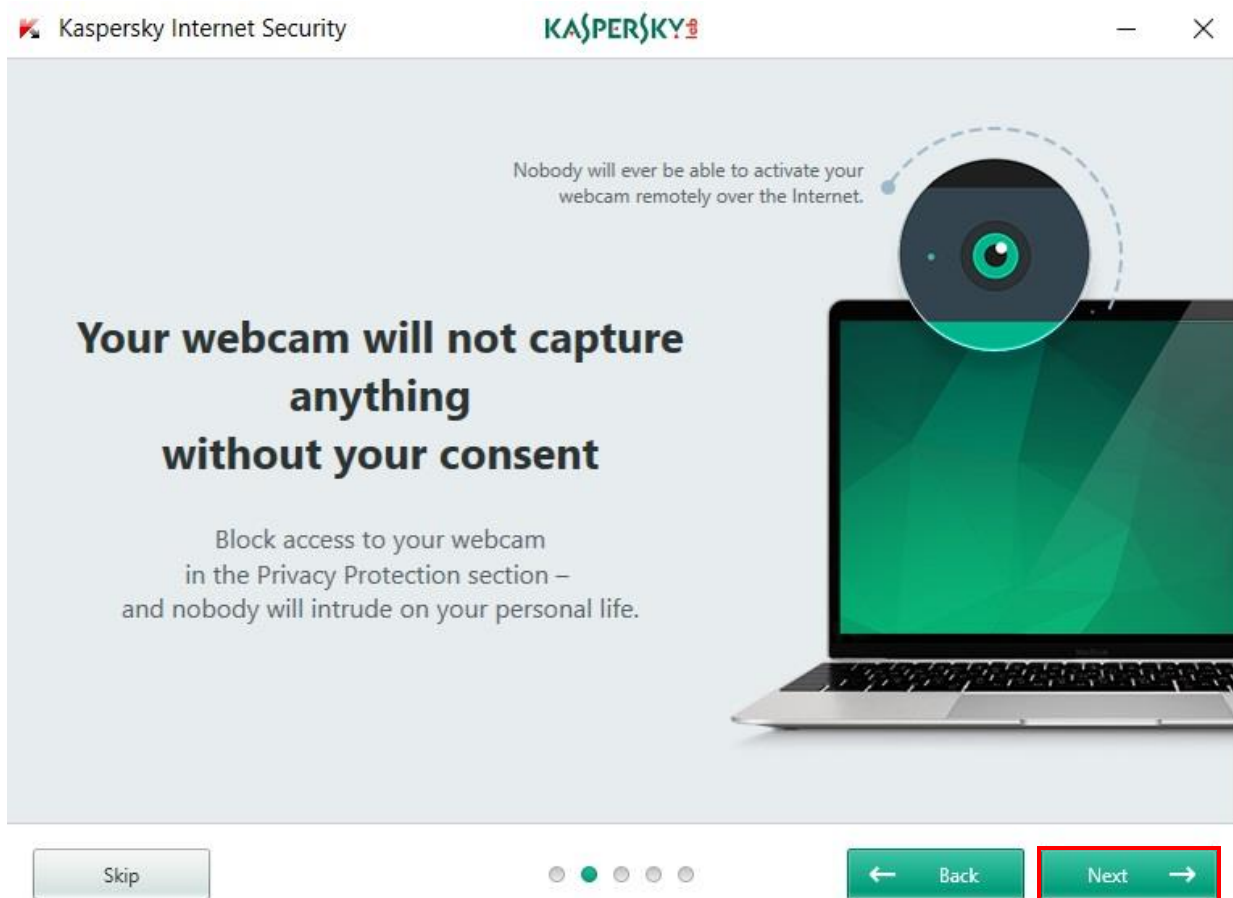 Kaspersky Internet Security
KASPERSKY lab
Nobody will ever be able to activate your
webcam remotely over the Internet.
Your webcam will not capture
anything
without your consent
Block access to your webcam
in the Privacy Protection section –
and nobody will intrude on your personal life.
Skip
Back
Next